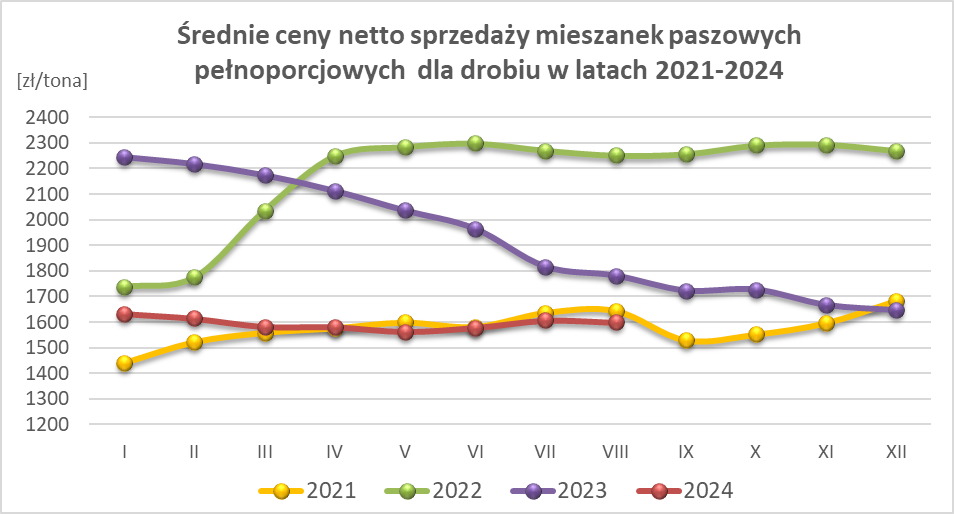 Średnie ceny netto sprzedaży mieszanek paszowych
pełnoporcjowych dla drobiu w latach 2021-2024
[zł/tona]
2400
2300
2200
2100
2000
1900
1800
1700
1600
1500
1400
1300
1200
I II III IV V VI VII VIII IX X XI XII
2021 2022 2023 2024